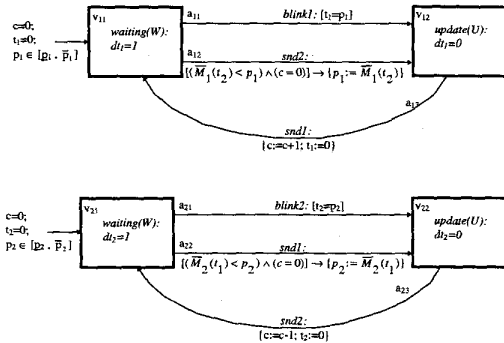 c=0;
t₁≠0;
p₁ ∈ [p̲₁ , p̅₁]
v₁₁
waiting(W):
dt₁=1
a₁₁
blink1: [t₁=p₁]
a₁₂
snd2:
[(M̅₁(t₂) < p₁) ∧ (c=0)] → {p₁:= M̅₁(t₂)}
v₁₂
update(U):
dt₁=0
a₁₃
snd1:
{c:=c+1; t₁:=0}
c=0;
t₂=0;
p₂ ∈ [p̲₂ , p̅₂]
v₂₁
waiting(W):
dt₂=1
a₂₁
blink2: [t₂=p₂]
a₂₂
snd1:
[(M̅₂(t₁) < p₂) ∧ (c=0)] → {p₂:= M̅₂(t₁)}
v₂₂
update(U):
dt₂=0
a₂₃
snd2:
{c:=c-1; t₂:=0}